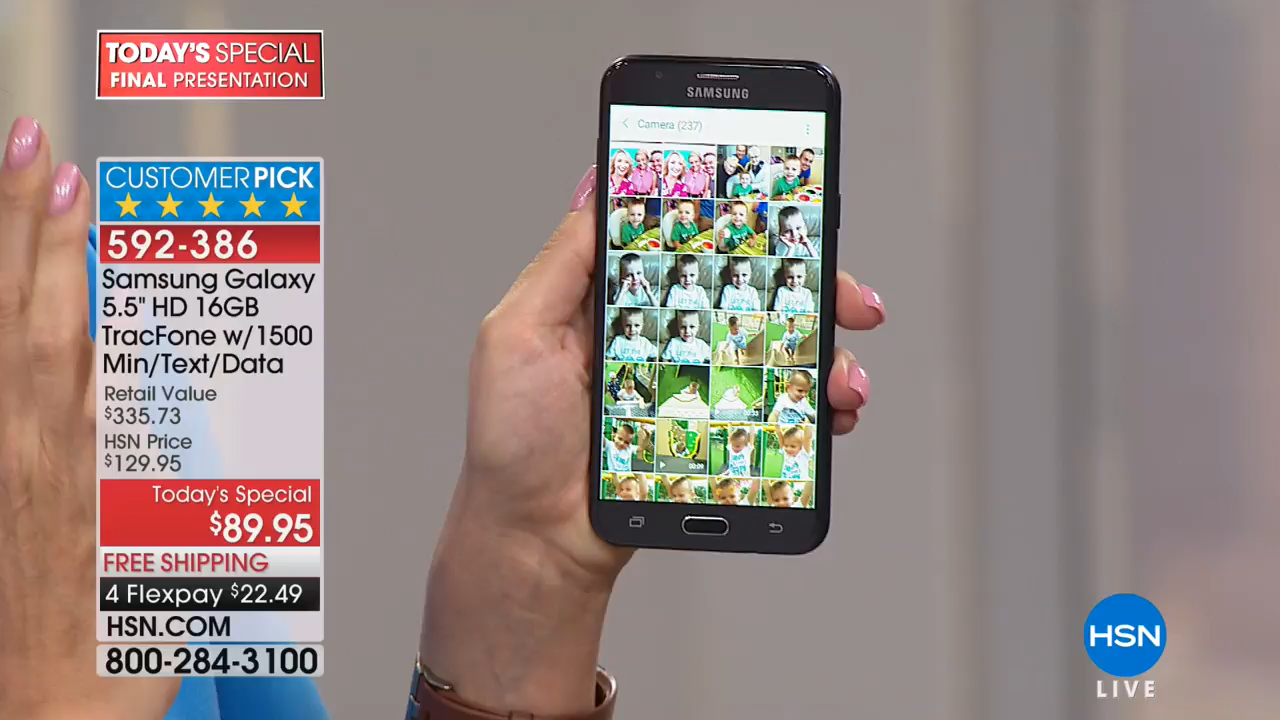 TODAY'S SPECIAL
FINAL PRESENTATION
CUSTOMER PICK
592-386
Samsung Galaxy
5.5" HD 16GB
TracFone w/1500
Min/Text/Data
Retail Value
$335.73
HSN Price
$129.95
Today's Special
$89.95
FREE SHIPPING
4 Flexpay $22.49
HSN.COM
800-284-3100
SAMSUNG
Camera (237)
HSN
LIVE